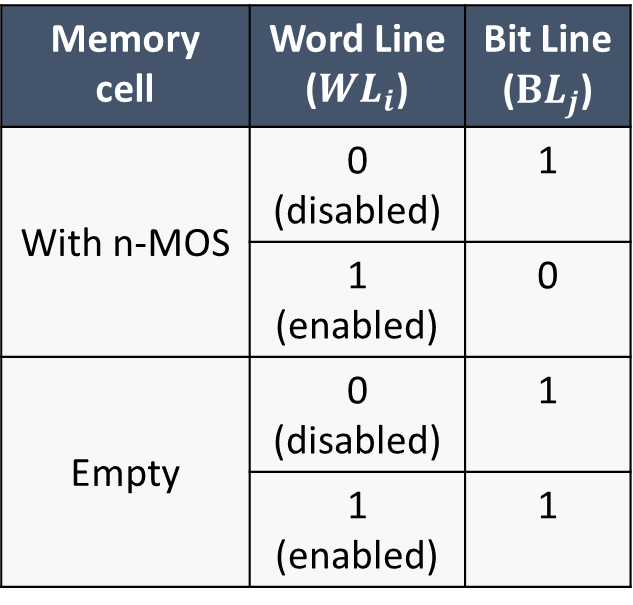 Memory cell
Word Line (WLᵢ)
Bit Line (BLⱼ)
With n-MOS
0 (disabled)
1
1 (enabled)
0
Empty
0 (disabled)
1
1 (enabled)
1